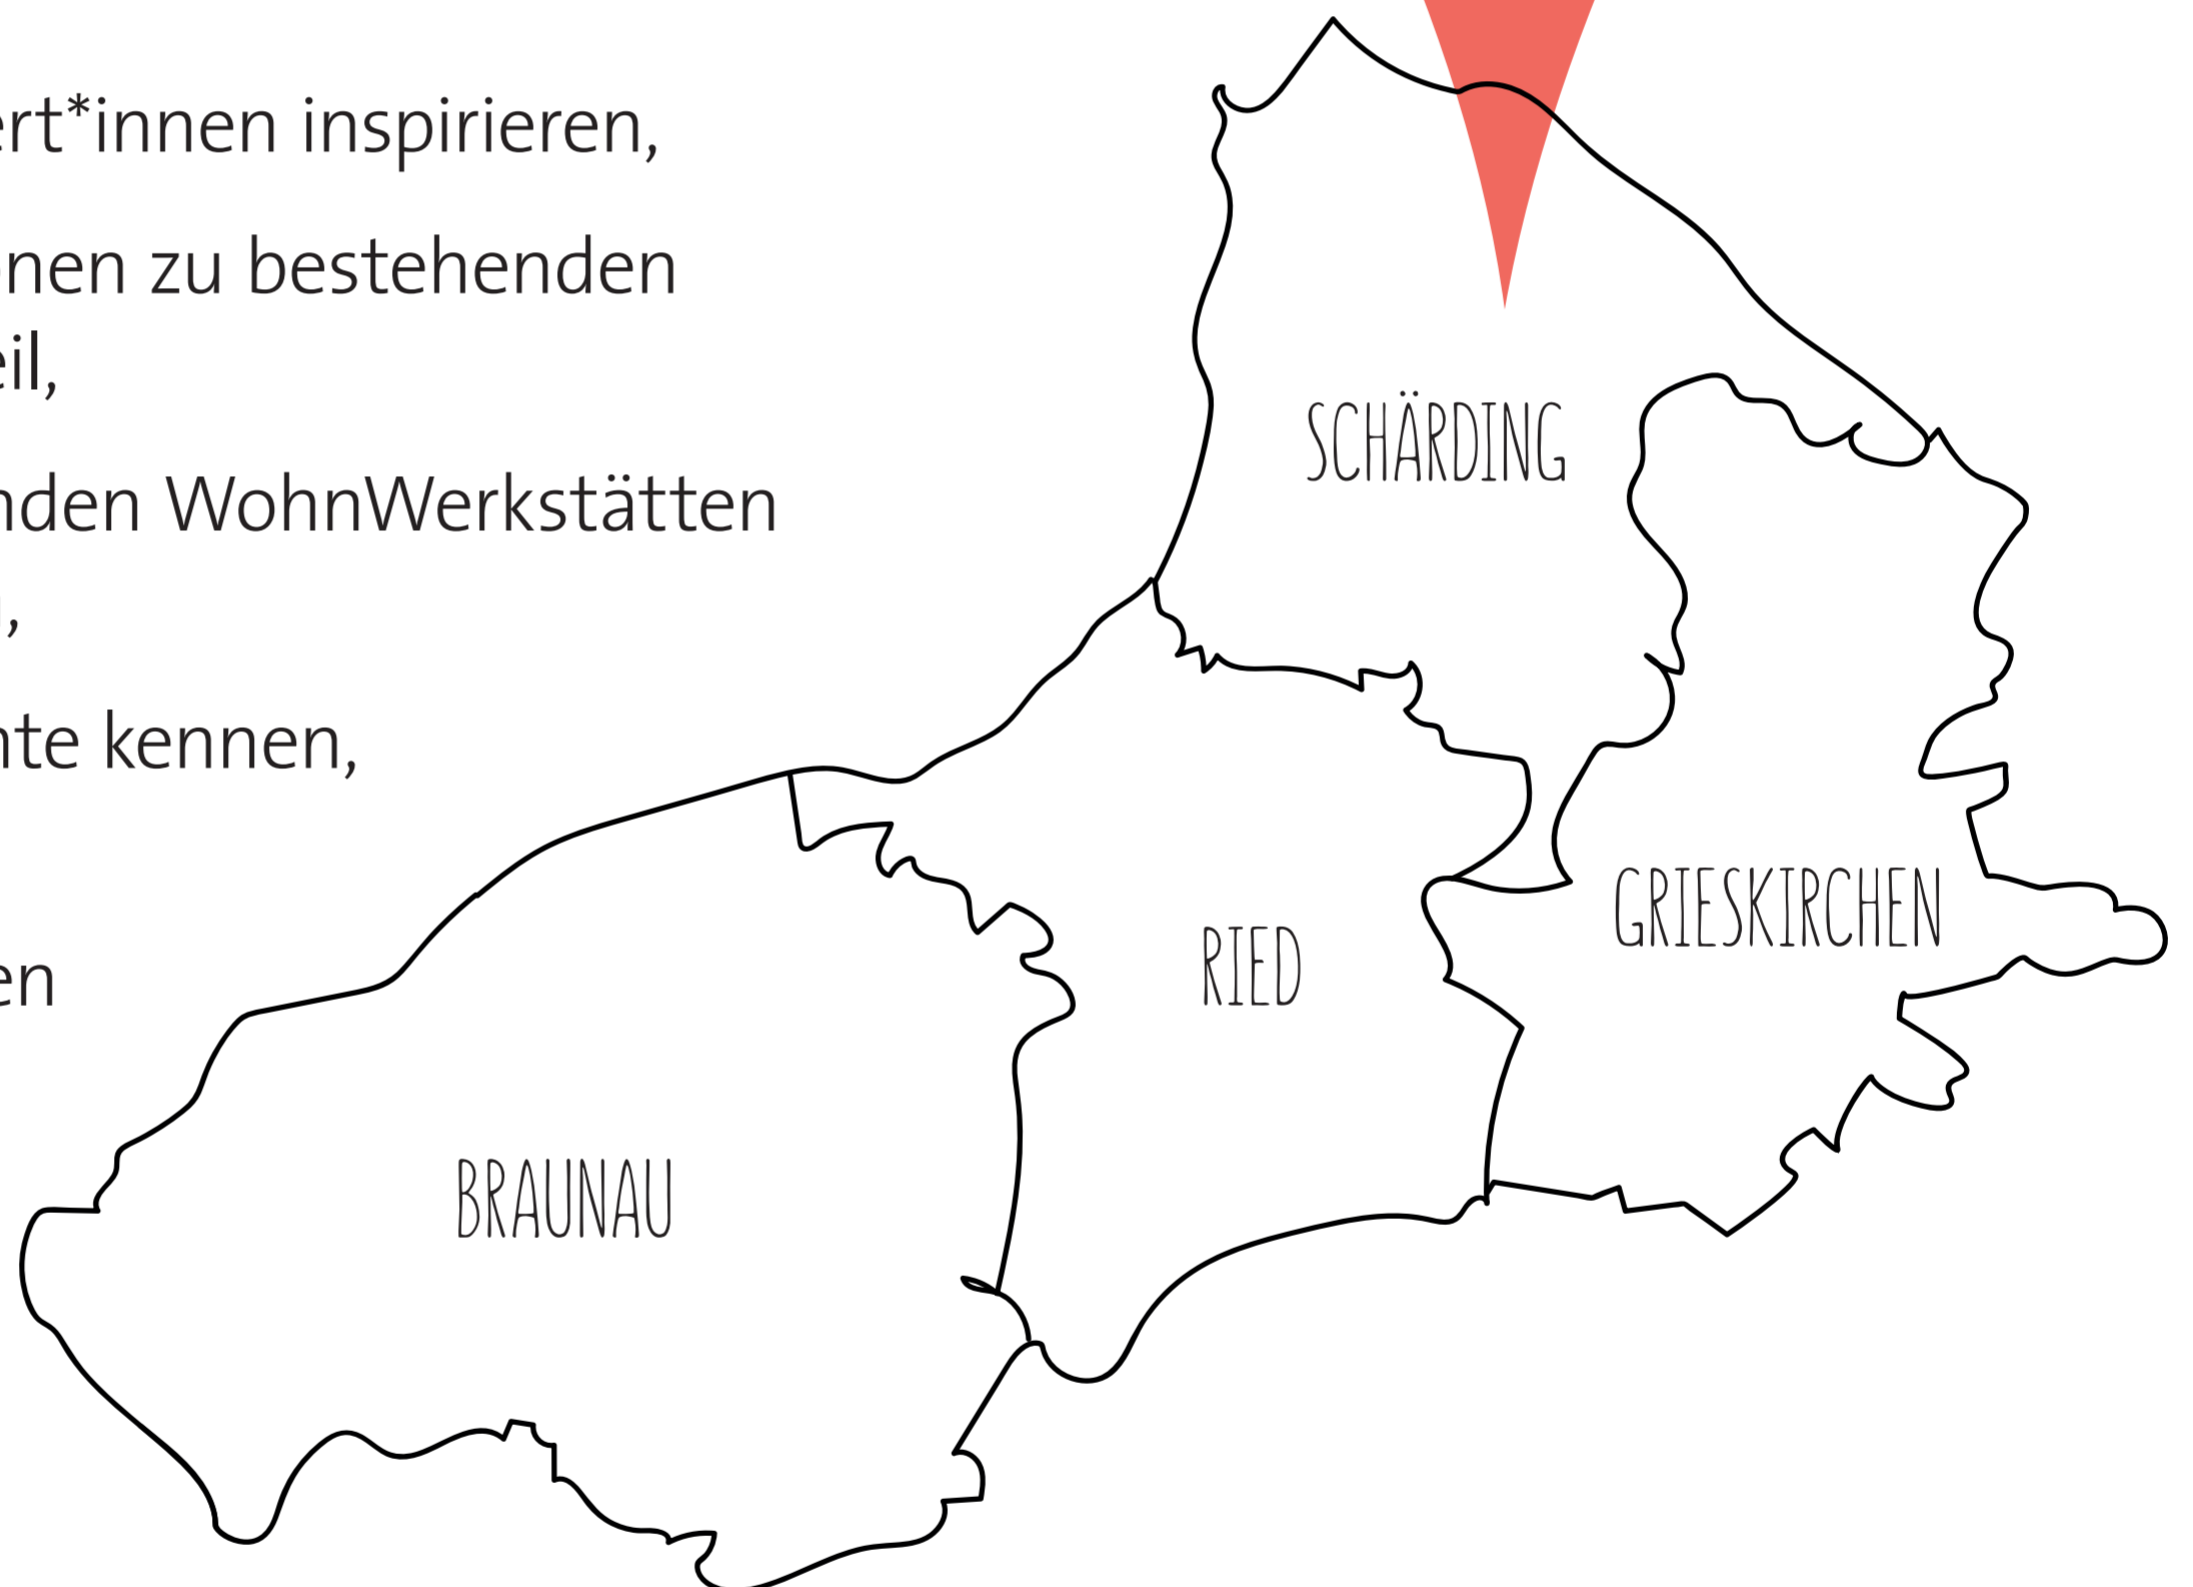 ert*innen inspirieren,
nen zu bestehenden
eil,
nden WohnWerkstätten
nte kennen,
en
SCHÄRDING
GRIESKIRCHEN
RIED
BRAUNAU